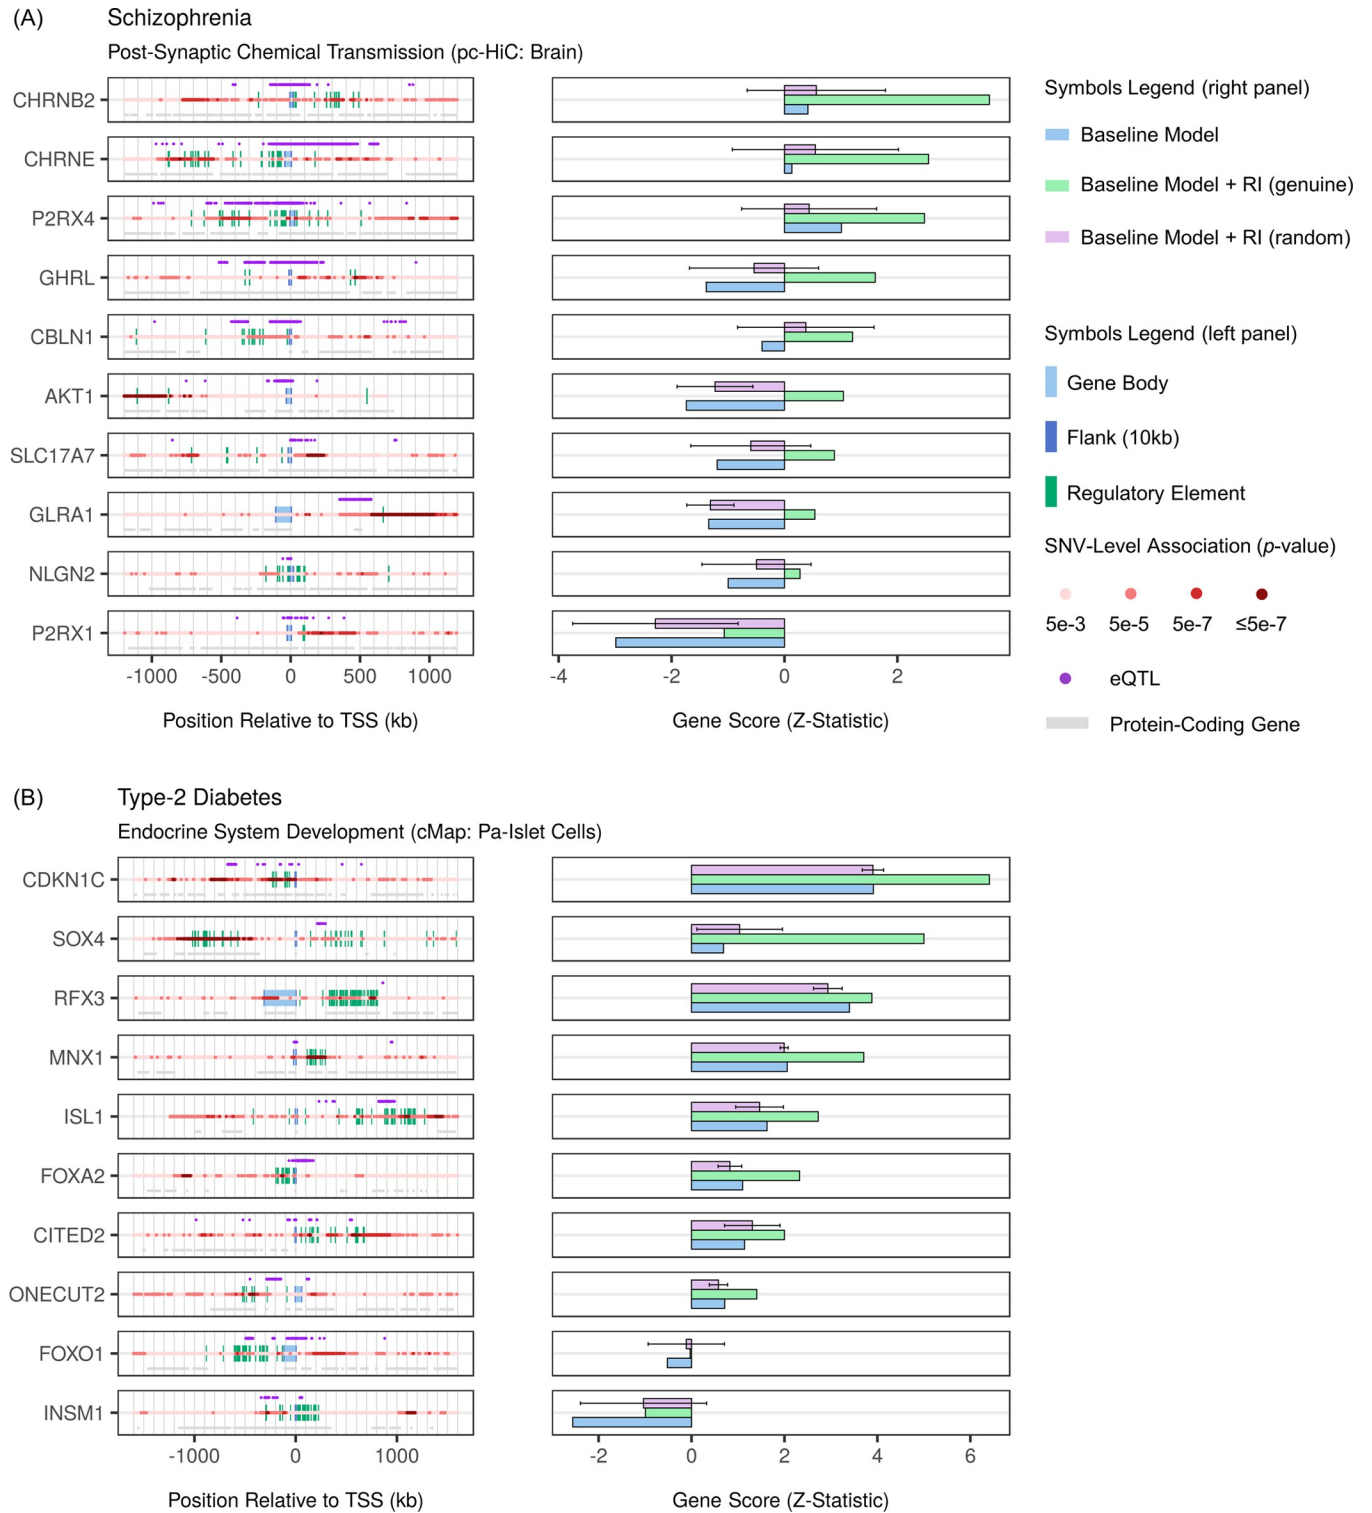 (A)
Schizophrenia
Post-Synaptic Chemical Transmission (pc-HiC: Brain)
CHRNB2
CHRNE
P2RX4
GHRL
CBLN1
AKT1
SLC17A7
GLRA1
NLGN2
P2RX1
-1000 -500 0 500 1000
Position Relative to TSS (kb)
-4 -2 0 2
Gene Score (Z-Statistic)
Symbols Legend (right panel)
Baseline Model
Baseline Model + RI (genuine)
Baseline Model + RI (random)
Symbols Legend (left panel)
Gene Body
Flank (10kb)
Regulatory Element
SNV-Level Association (p-value)
5e-3 5e-5 5e-7 ≤5e-7
eQTL
Protein-Coding Gene
(B)
Type-2 Diabetes
Endocrine System Development (cMap: Pa-Islet Cells)
CDKN1C
SOX4
RFX3
MNX1
ISL1
FOXA2
CITED2
ONECUT2
FOXO1
INSM1
-1000 0 1000
Position Relative to TSS (kb)
-2 0 2 4 6
Gene Score (Z-Statistic)